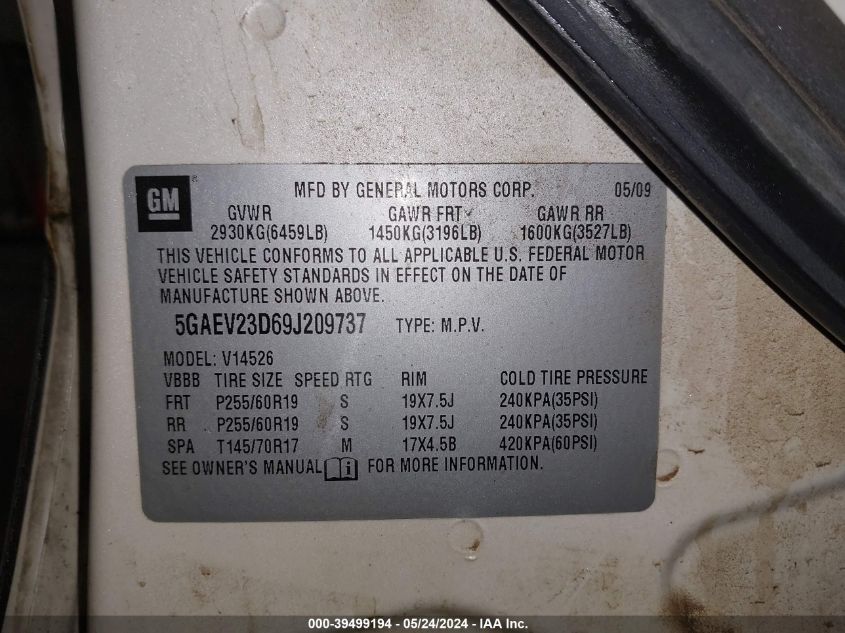 GM ® MFD BY GENERAL MOTORS CORP. 05/09
GVWR GAWR FRT GAWR RR
2930KG(6459LB) 1450KG(3196LB) 1600KG(3527LB)
THIS VEHICLE CONFORMS TO ALL APPLICABLE U.S. FEDERAL MOTOR
VEHICLE SAFETY STANDARDS IN EFFECT ON THE DATE OF
MANUFACTURE SHOWN ABOVE.
5GAEV23D69J209737 TYPE: M.P.V.
MODEL: V14526
VBBB TIRE SIZE SPEED RTG RIM COLD TIRE PRESSURE
FRT P255/60R19 S 19X7.5J 240KPA(35PSI)
RR P255/60R19 S 19X7.5J 240KPA(35PSI)
SPA T145/70R17 M 17X4.5B 420KPA(60PSI)
SEE OWNER'S MANUAL i FOR MORE INFORMATION.
000-39499194 - 05/24/2024 - IAA Inc.